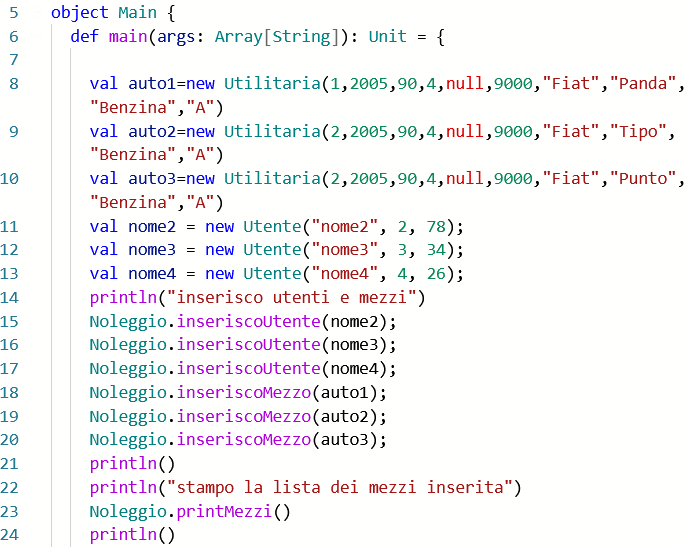 5 object Main {
6 def main(args: Array[String]): Unit = {
7
8 val auto1=new Utilitaria(1,2005,90,4,null,9000,"Fiat","Panda",
"Benzina","A")
9 val auto2=new Utilitaria(2,2005,90,4,null,9000,"Fiat","Tipo",
"Benzina","A")
10 val auto3=new Utilitaria(2,2005,90,4,null,9000,"Fiat","Punto",
"Benzina","A")
11 val nome2 = new Utente("nome2", 2, 78);
12 val nome3 = new Utente("nome3", 3, 34);
13 val nome4 = new Utente("nome4", 4, 26);
14 println("inserisco utenti e mezzi")
15 Noleggio.inseriscoUtente(nome2);
16 Noleggio.inseriscoUtente(nome3);
17 Noleggio.inseriscoUtente(nome4);
18 Noleggio.inseriscoMezzo(auto1);
19 Noleggio.inseriscoMezzo(auto2);
20 Noleggio.inseriscoMezzo(auto3);
21 println()
22 println("stampo la lista dei mezzi inserita")
23 Noleggio.printMezzi()
24 println()